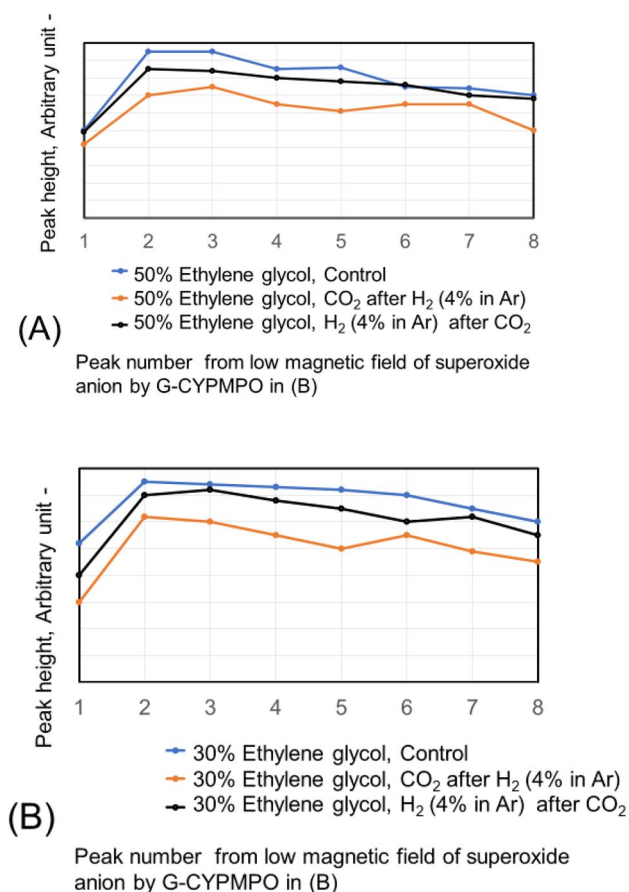 Peak height, Arbitrary unit -
1 2 3 4 5 6 7 8
50% Ethylene glycol, Control
50% Ethylene glycol, CO₂ after H₂ (4% in Ar)
50% Ethylene glycol, H₂ (4% in Ar) after CO₂
(A)
Peak number from low magnetic field of superoxide
anion by G-CYPMPO in (B)
Peak height, Arbitrary unit -
1 2 3 4 5 6 7 8
30% Ethylene glycol, Control
30% Ethylene glycol, CO₂ after H₂ (4% in Ar)
30% Ethylene glycol, H₂ (4% in Ar) after CO₂
(B)
Peak number from low magnetic field of superoxide
anion by G-CYPMPO in (B)